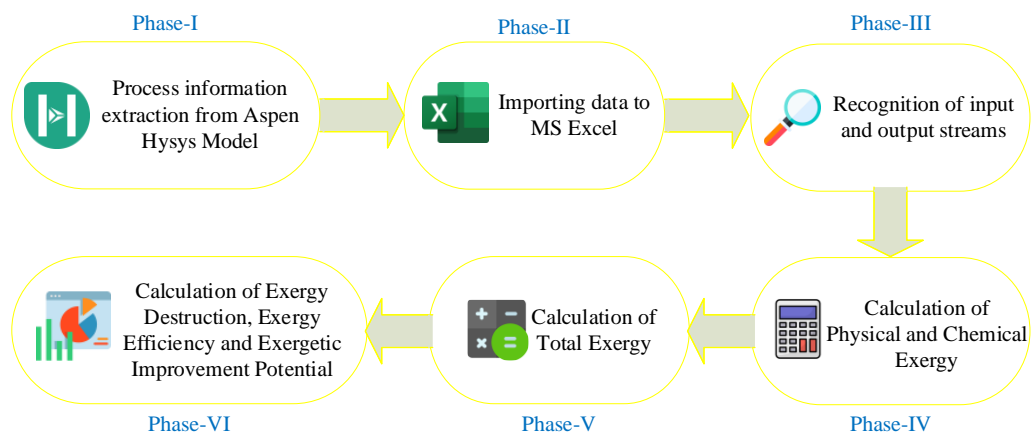 Phase-I
Process information
extraction from Aspen
Hysys Model
Phase-II
X
Importing data to
MS Excel
Phase-III
Recognition of input
and output streams
Calculation of
Physical and Chemical
Exergy
Phase-IV
Calculation of
Total Exergy
Phase-V
Calculation of Exergy
Destruction, Exergy
Efficiency and Exergetic
Improvement Potential
Phase-VI